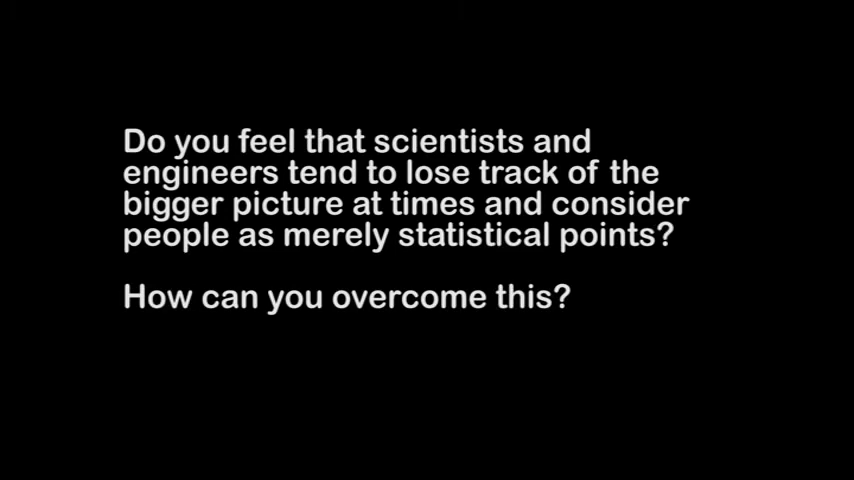 Do you feel that scientists and
engineers tend to lose track of the
bigger picture at times and consider
people as merely statistical points?
How can you overcome this?